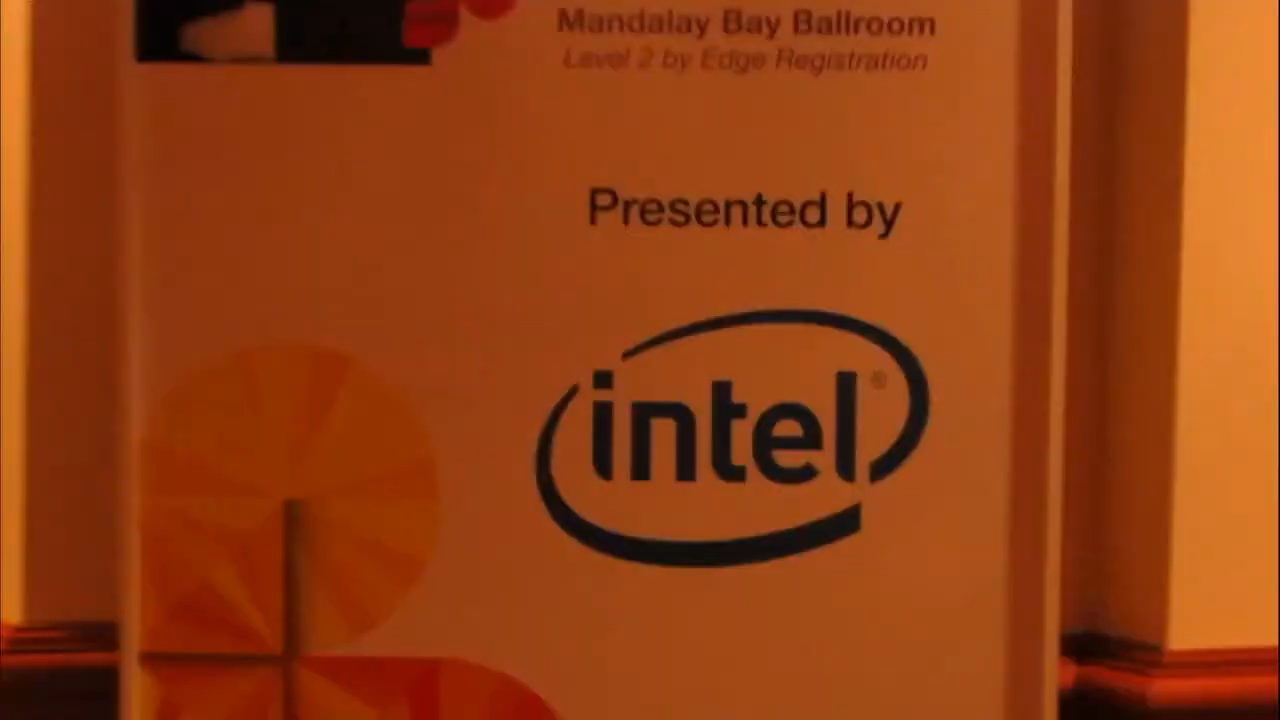 Mandalay Bay Ballroom
Level 2 by Edge Registration
Presented by
intel®